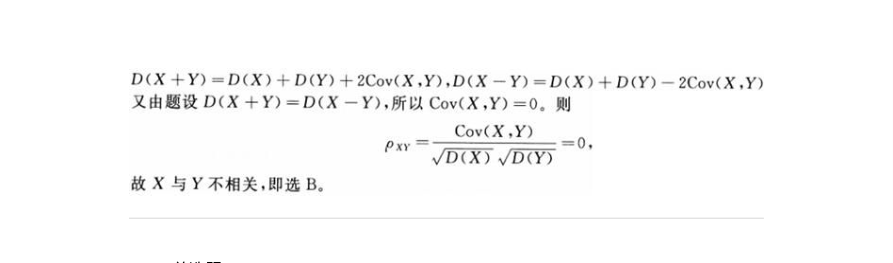 D(X+Y)=D(X)+D(Y)+2Cov(X,Y),D(X-Y)=D(X)+D(Y)-2Cov(X,Y)
又由题设 D(X+Y)=D(X-Y),所以 Cov(X,Y)=0。则
ρXY = Cov(X,Y) / √D(X) √D(Y) =0,
故 X 与 Y 不相关,即选 B。